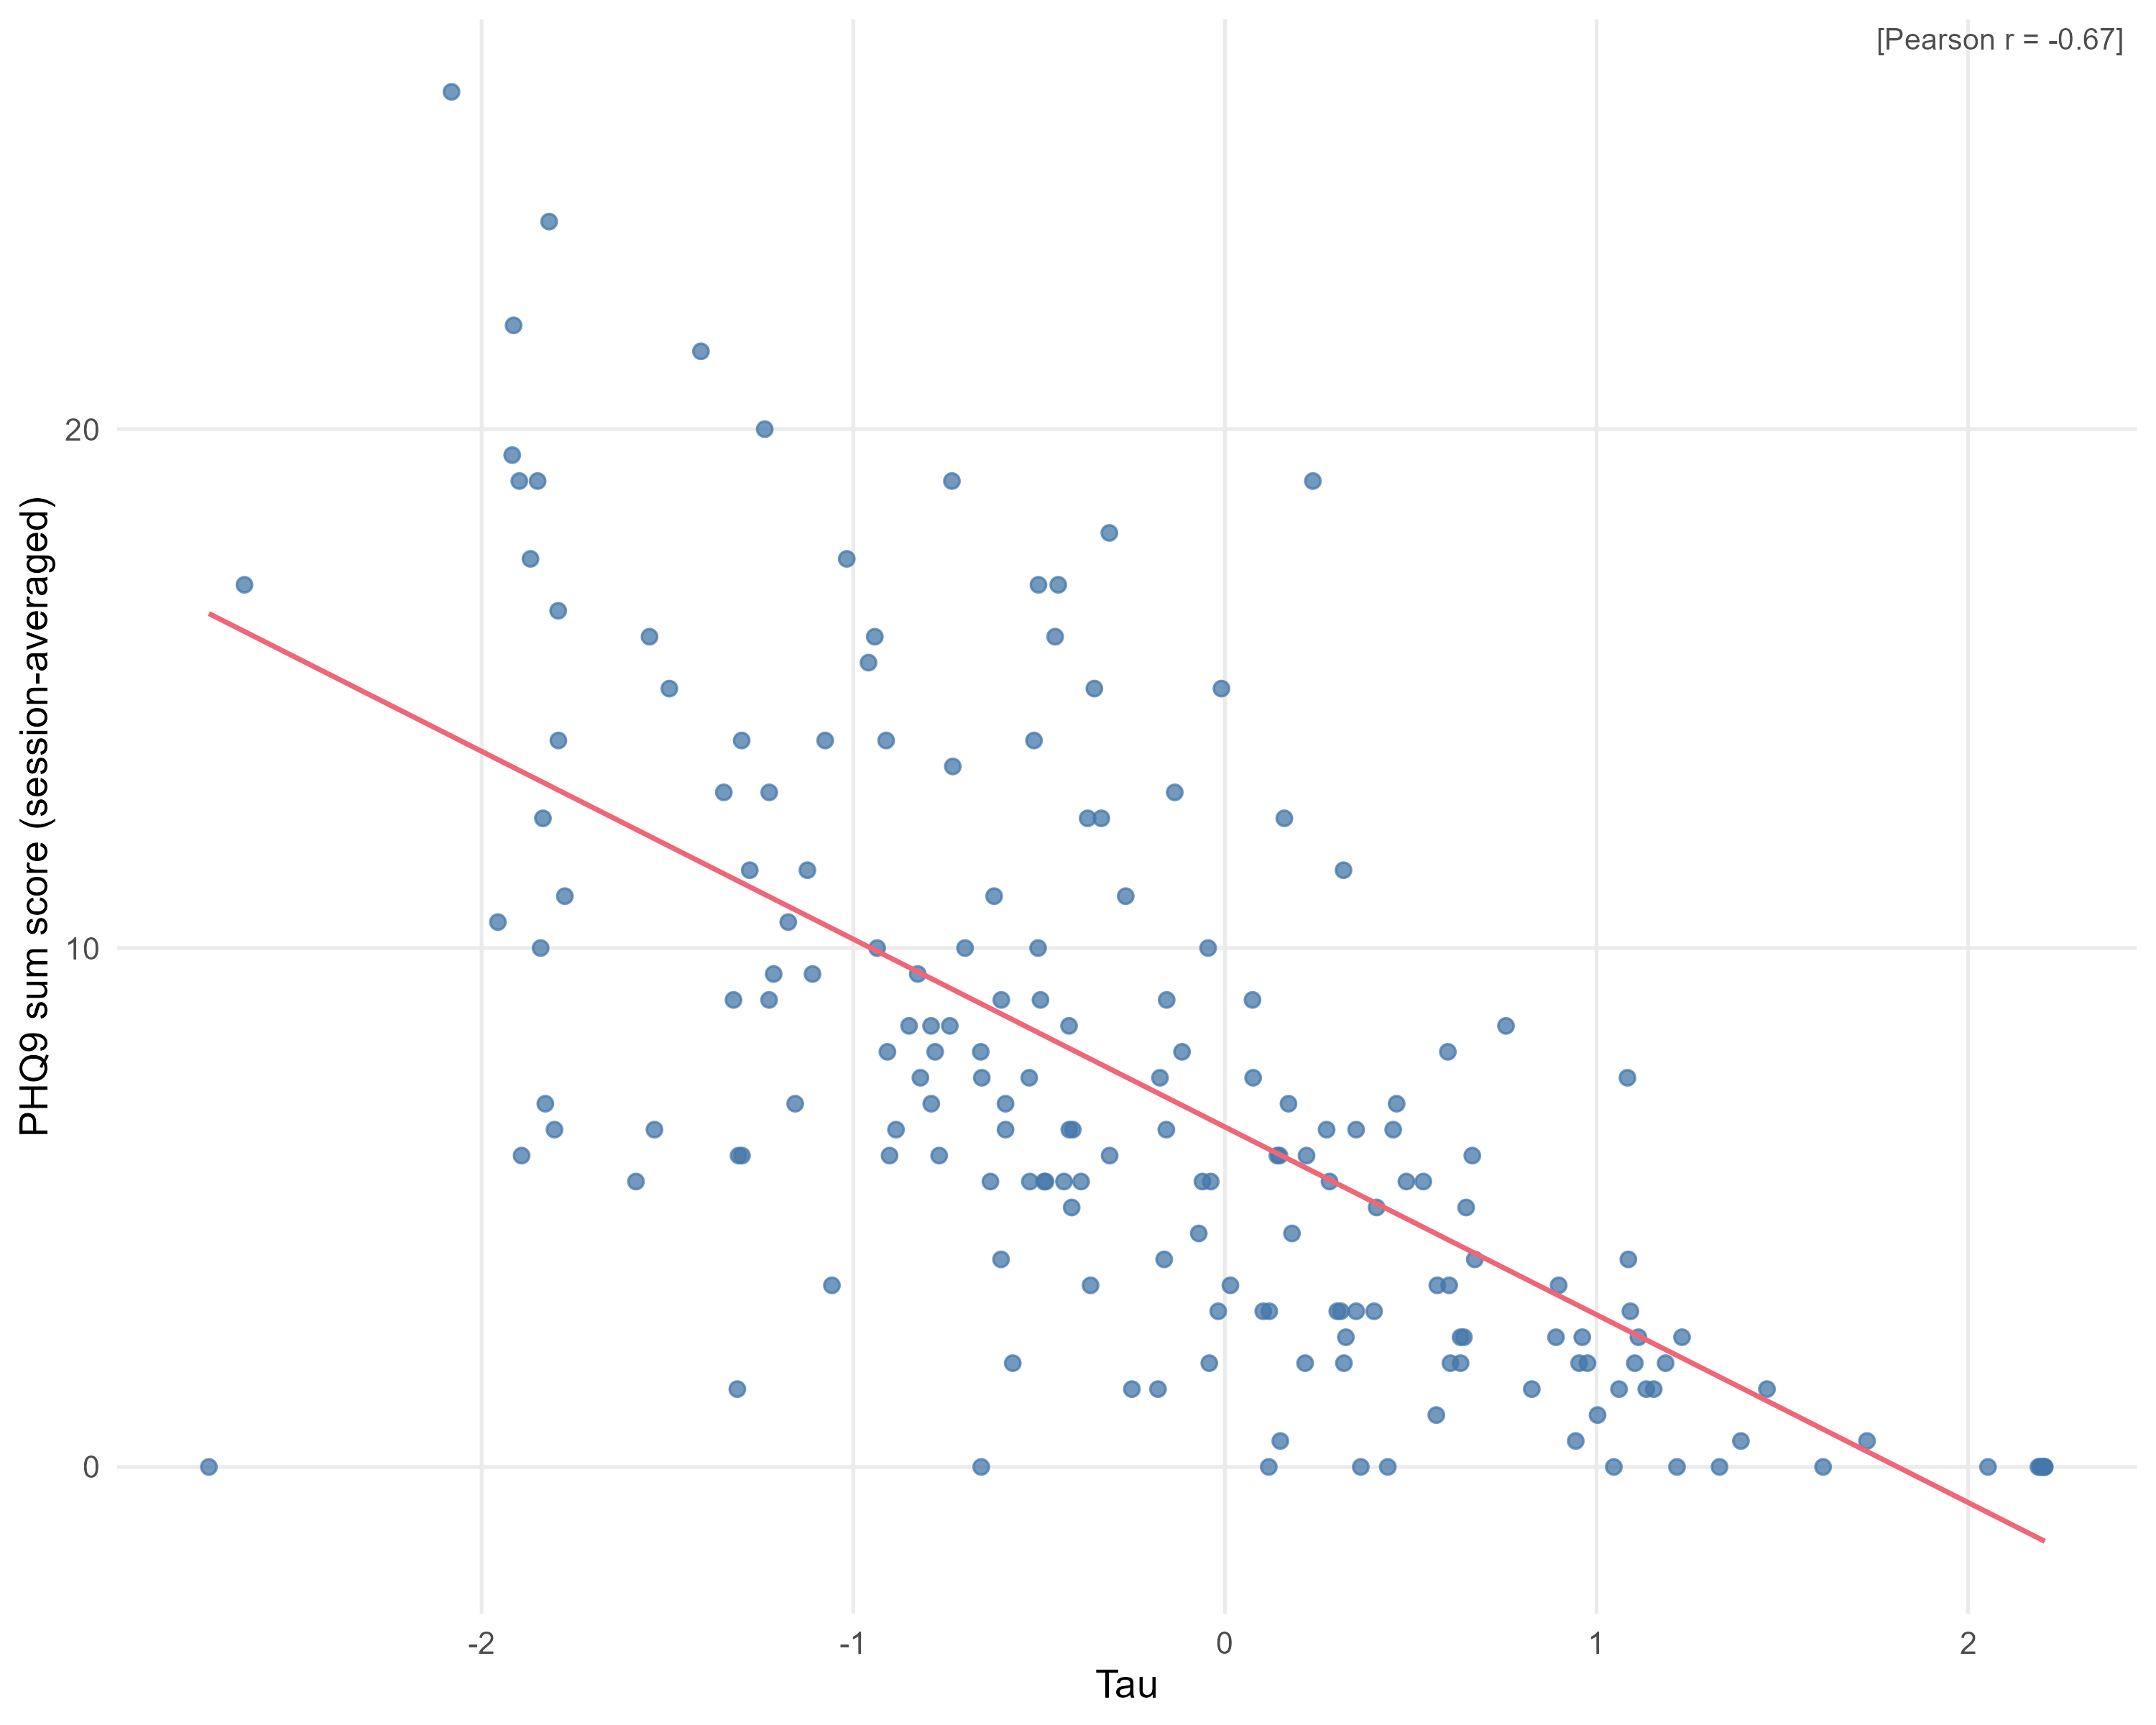 [Pearson r = -0.67]
PHQ9 sum score (session-averaged)
20
10
0
-2
-1
0
1
2
Tau